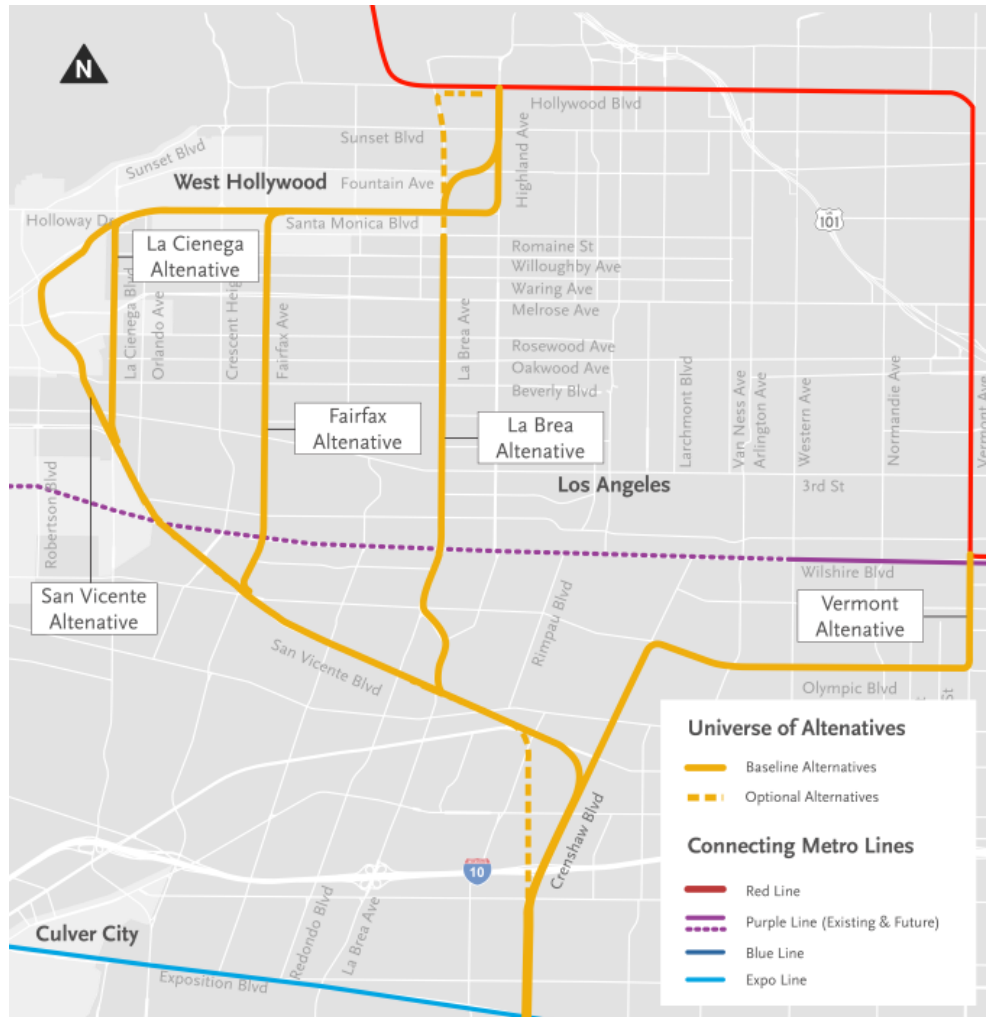 N
Hollywood Blvd
Sunset Blvd
Sunset Blvd
Highland Ave
West Hollywood
Fountain Ave
Holloway Dr
Santa Monica Blvd
US
101
La Cienega
Altenative
Romaine St
Willoughby Ave
Waring Ave
Melrose Ave
La Cienega Blvd
Orlando Ave
Crescent Heig
Fairfax Ave
La Brea Ave
Rosewood Ave
Oakwood Ave
Beverly Blvd
Larchmont Blvd
Van Ness Ave
Arlington Ave
Western Ave
Normandie Ave
Vermont Ave
Fairfax
Altenative
La Brea
Altenative
Los Angeles
3rd St
Robertson Blvd
Wilshire Blvd
San Vicente
Altenative
Vermont
Altenative
Rimpau Blvd
San Vicente Blvd
Olympic Blvd
St
Universe of Altenatives
Baseline Alternatives
Optional Alternatives
Crenshaw Blvd
Connecting Metro Lines
10
Red Line
Purple Line (Existing & Future)
Blue Line
Expo Line
Redondo Blvd
La Brea Ave
Culver City
Exposition Blvd